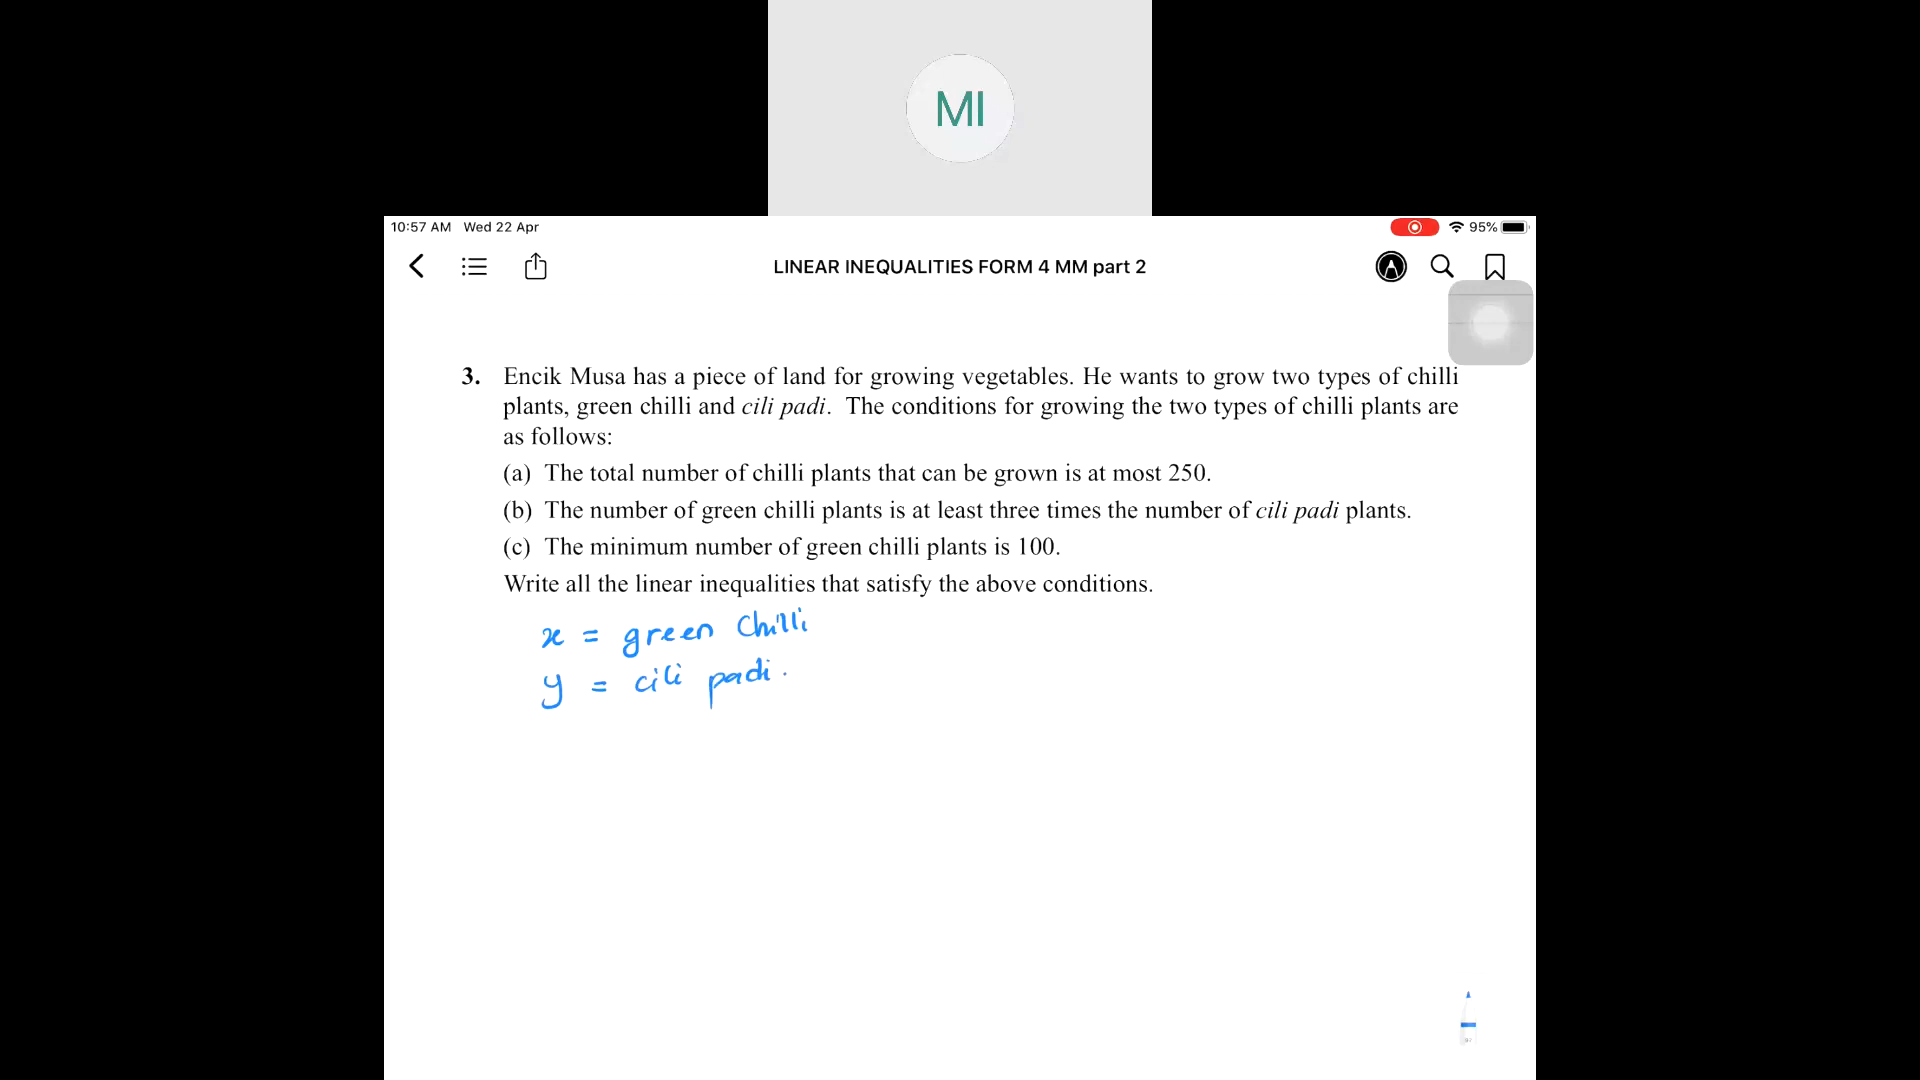 MI
10:57 AM Wed 22 Apr 95%
LINEAR INEQUALITIES FORM 4 MM part 2
3. Encik Musa has a piece of land for growing vegetables. He wants to grow two types of chilli
plants, green chilli and cili padi. The conditions for growing the two types of chilli plants are
as follows:
(a) The total number of chilli plants that can be grown is at most 250.
(b) The number of green chilli plants is at least three times the number of cili padi plants.
(c) The minimum number of green chilli plants is 100.
Write all the linear inequalities that satisfy the above conditions.
x = green Chilli
y = cili padi.